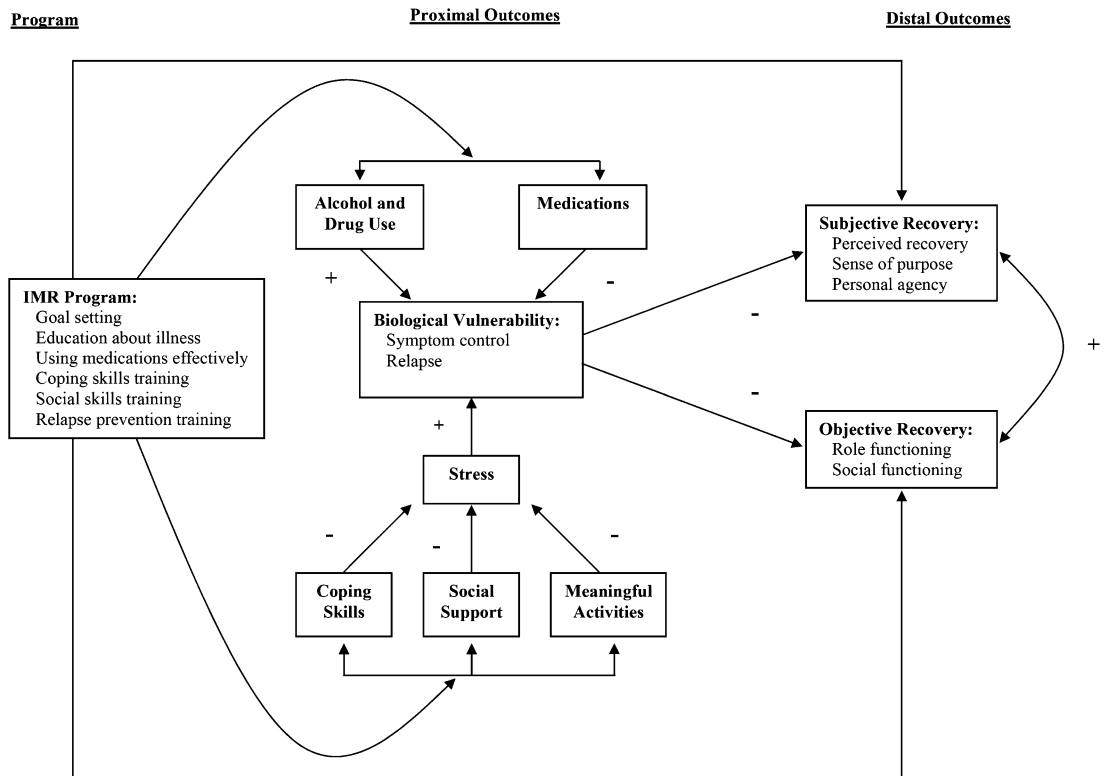 Program
Proximal Outcomes
Distal Outcomes
Alcohol and
Drug Use
Medications
+
-
IMR Program:
Goal setting
Education about illness
Using medications effectively
Coping skills training
Social skills training
Relapse prevention training
Biological Vulnerability:
Symptom control
Relapse
+
Stress
-
-
-
Coping
Skills
Social
Support
Meaningful
Activities
-
-
Subjective Recovery:
Perceived recovery
Sense of purpose
Personal agency
+
Objective Recovery:
Role functioning
Social functioning